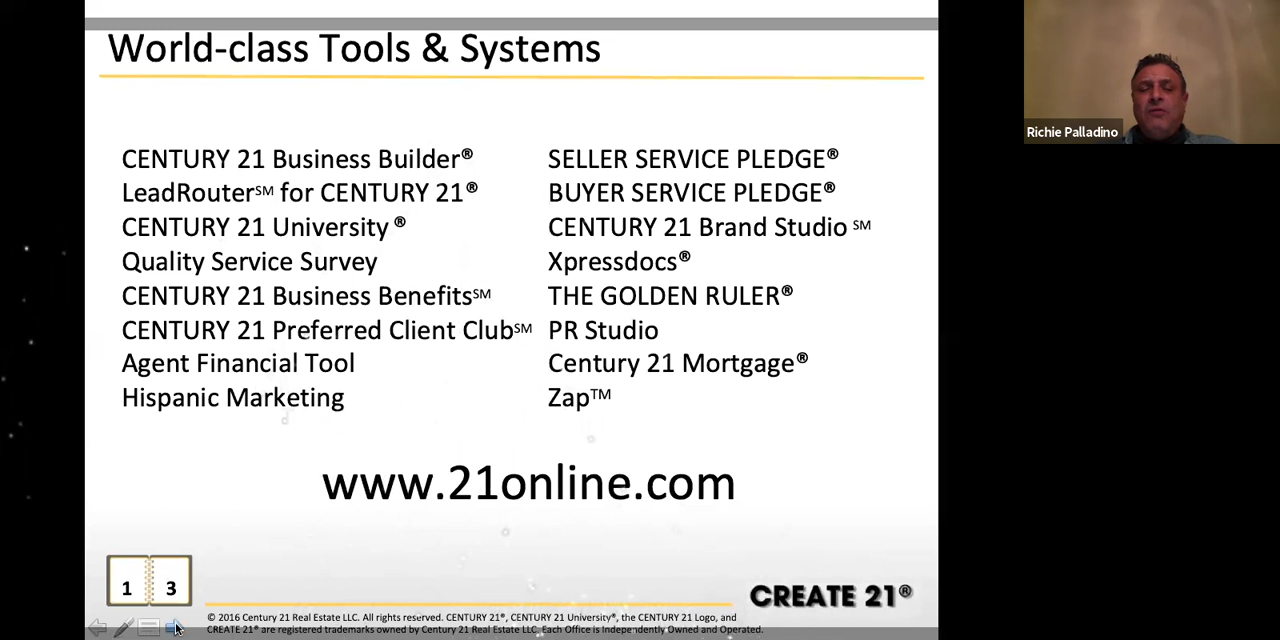 World-class Tools & Systems
CENTURY 21 Business Builder®
LeadRouter℠ for CENTURY 21®
CENTURY 21 University ®
Quality Service Survey
CENTURY 21 Business Benefits℠
CENTURY 21 Preferred Client Club℠
Agent Financial Tool
Hispanic Marketing
SELLER SERVICE PLEDGE®
BUYER SERVICE PLEDGE®
CENTURY 21 Brand Studio ℠
Xpressdocs®
THE GOLDEN RULER®
PR Studio
Century 21 Mortgage®
Zap™
www.21online.com
1 3
CREATE 21®
© 2016 Century 21 Real Estate LLC. All rights reserved. CENTURY 21®, CENTURY University®, the CENTURY 21 Logo, and
CREATE 21® are registered trademarks owned by Century 21 Real Estate LLC. Each Office is Independently Owned and Operated.
Richie Palladino